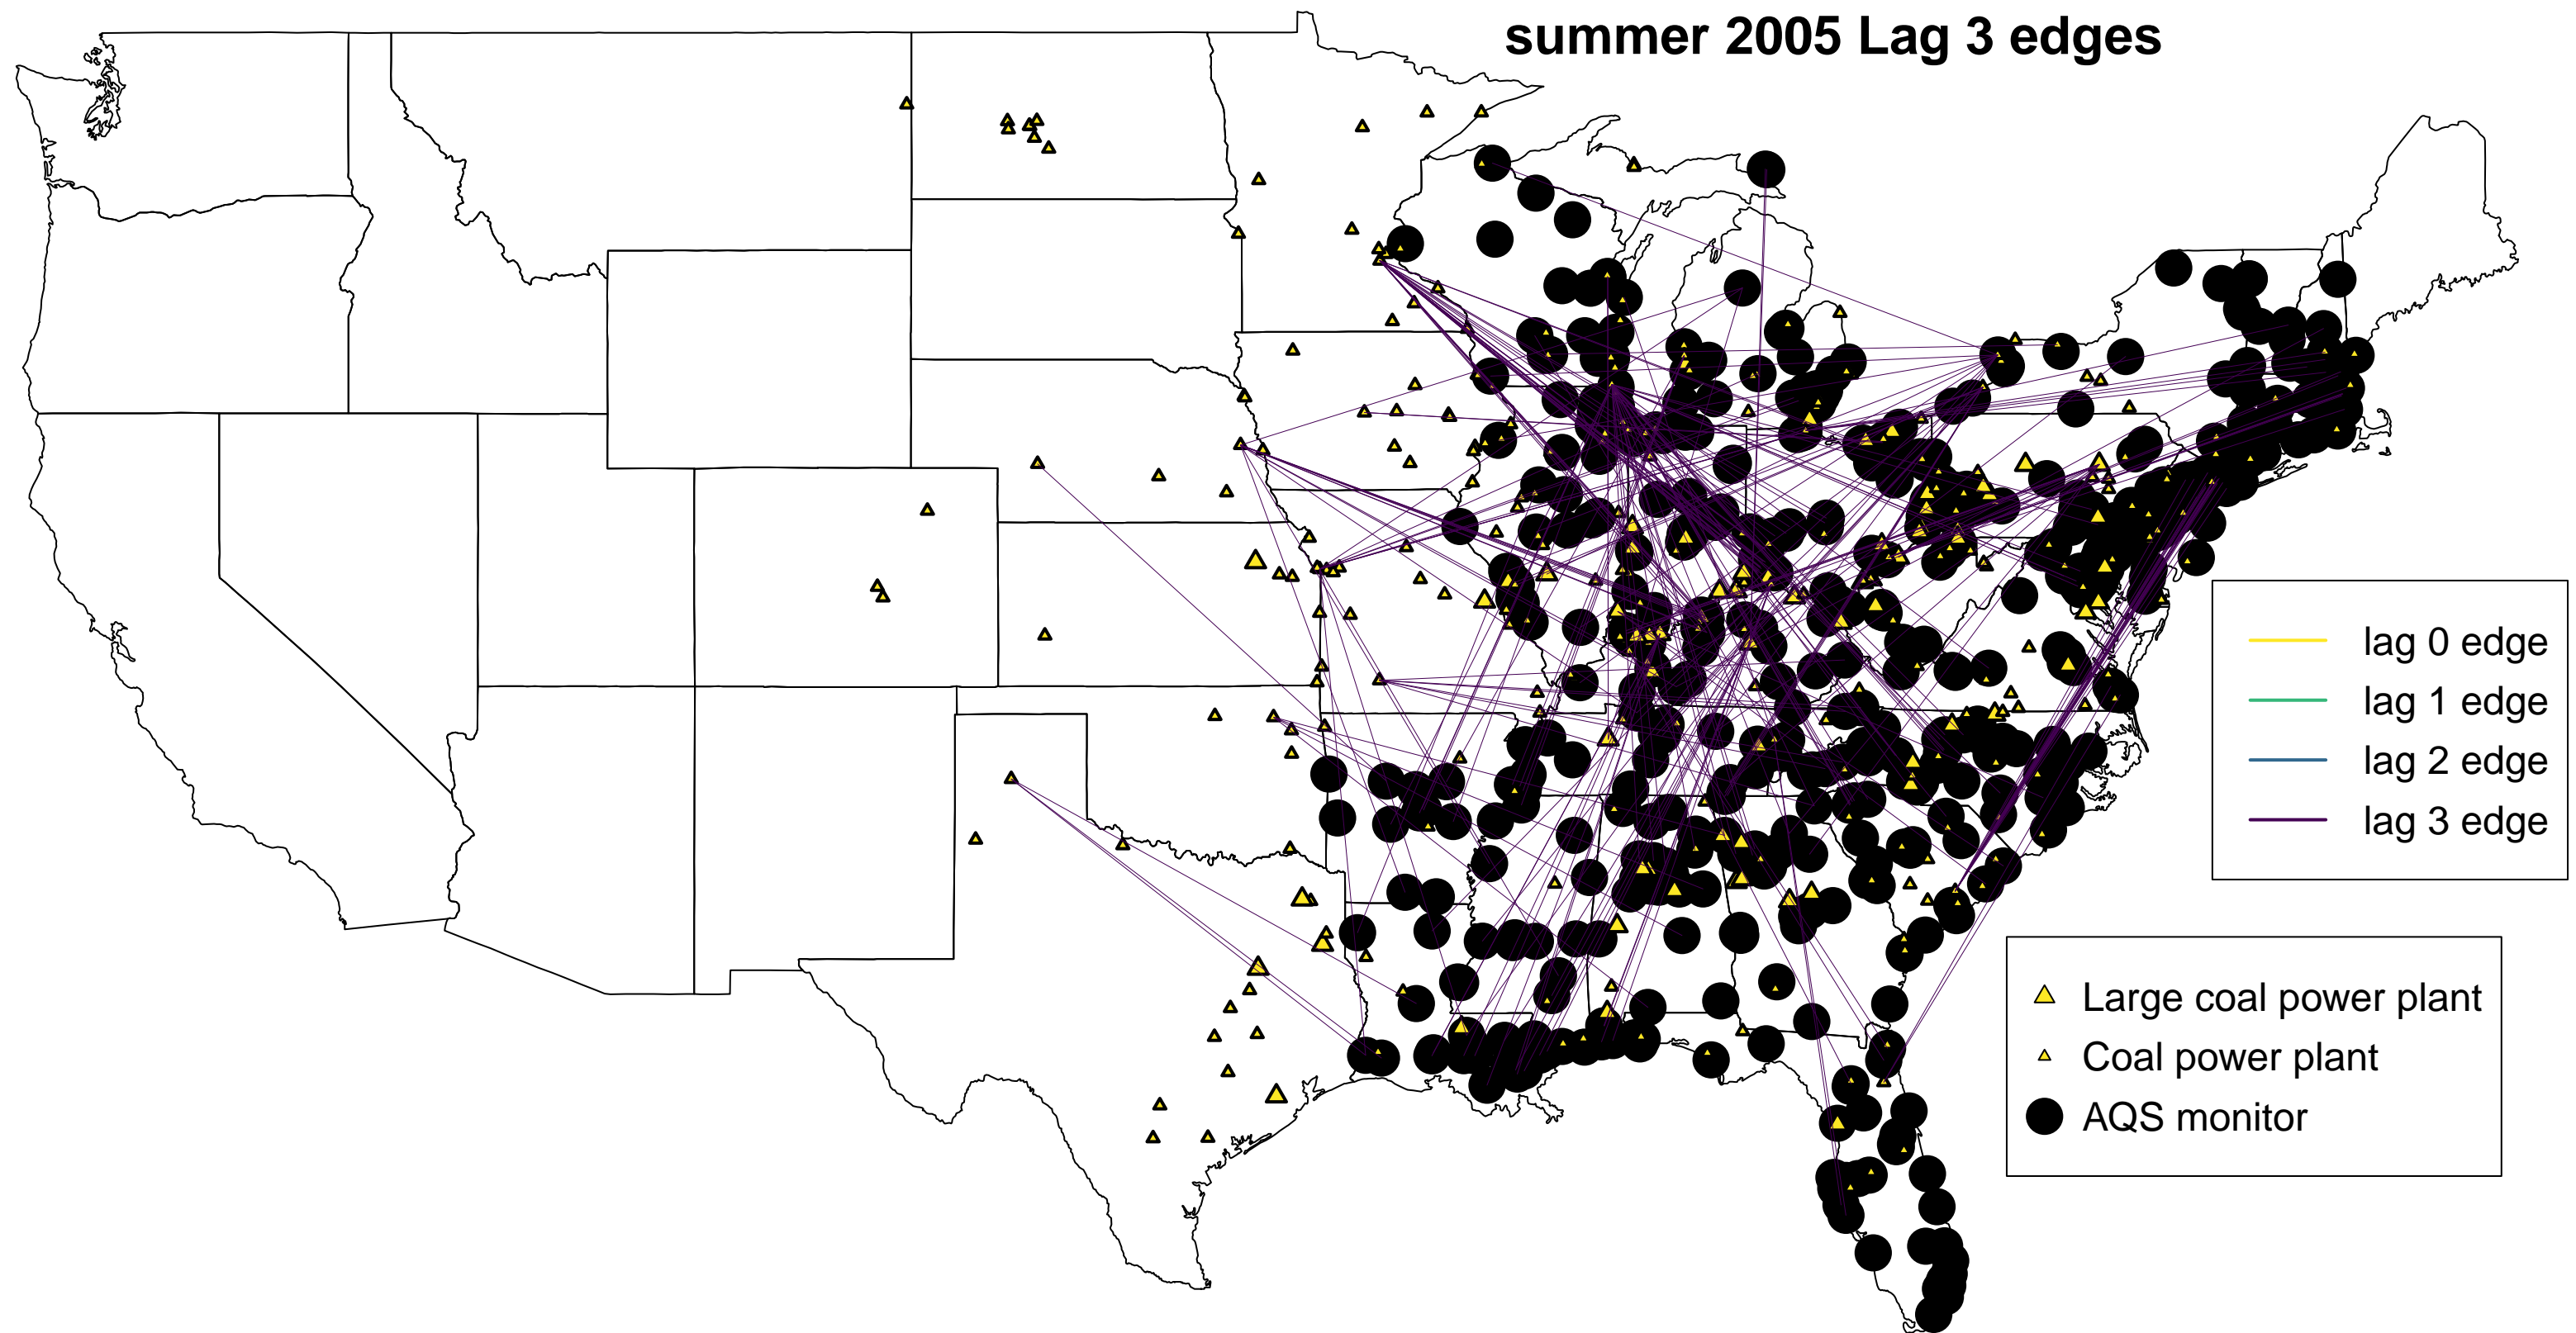 summer 2005 Lag 3 edges
lag 0 edge
lag 1 edge
lag 2 edge
lag 3 edge
Large coal power plant
Coal power plant
AQS monitor